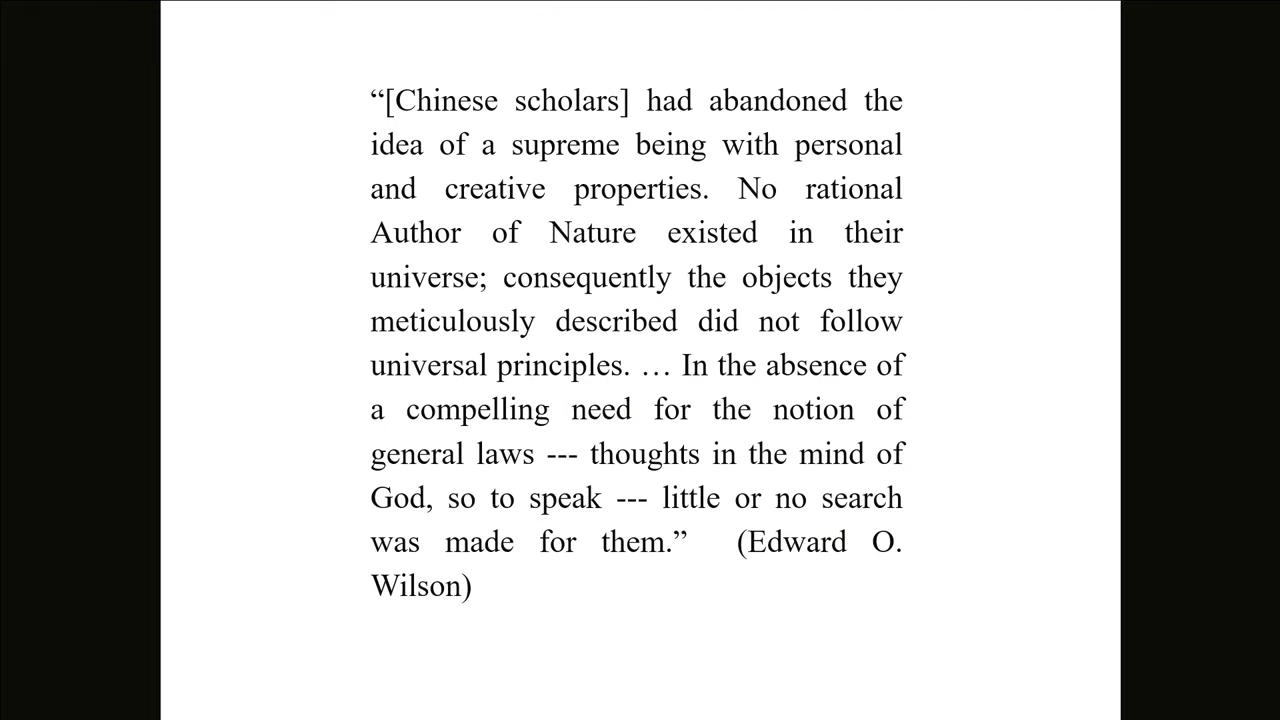 “[Chinese scholars] had abandoned the
idea of a supreme being with personal
and creative properties. No rational
Author of Nature existed in their
universe; consequently the objects they
meticulously described did not follow
universal principles. … In the absence of
a compelling need for the notion of
general laws --- thoughts in the mind of
God, so to speak --- little or no search
was made for them.” (Edward O.
Wilson)